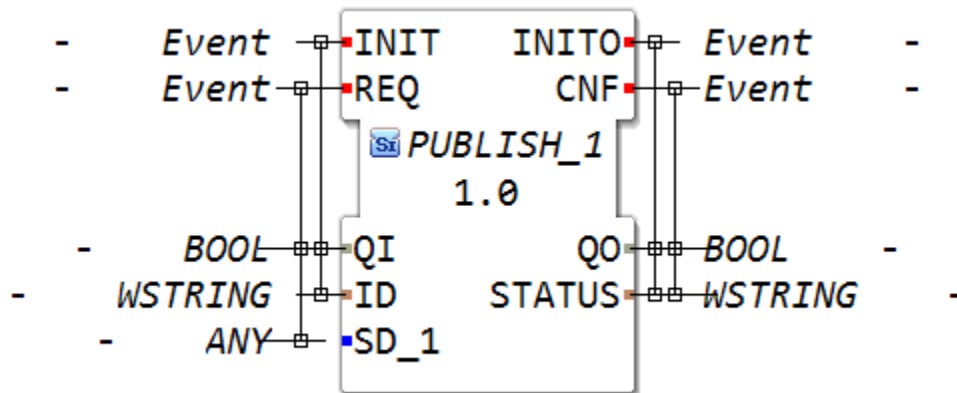 - Event INIT INITO Event -
- Event REQ CNF Event -
Si PUBLISH_1
1.0
- BOOL QI QO BOOL -
- WSTRING ID STATUS WSTRING -
- ANY SD_1